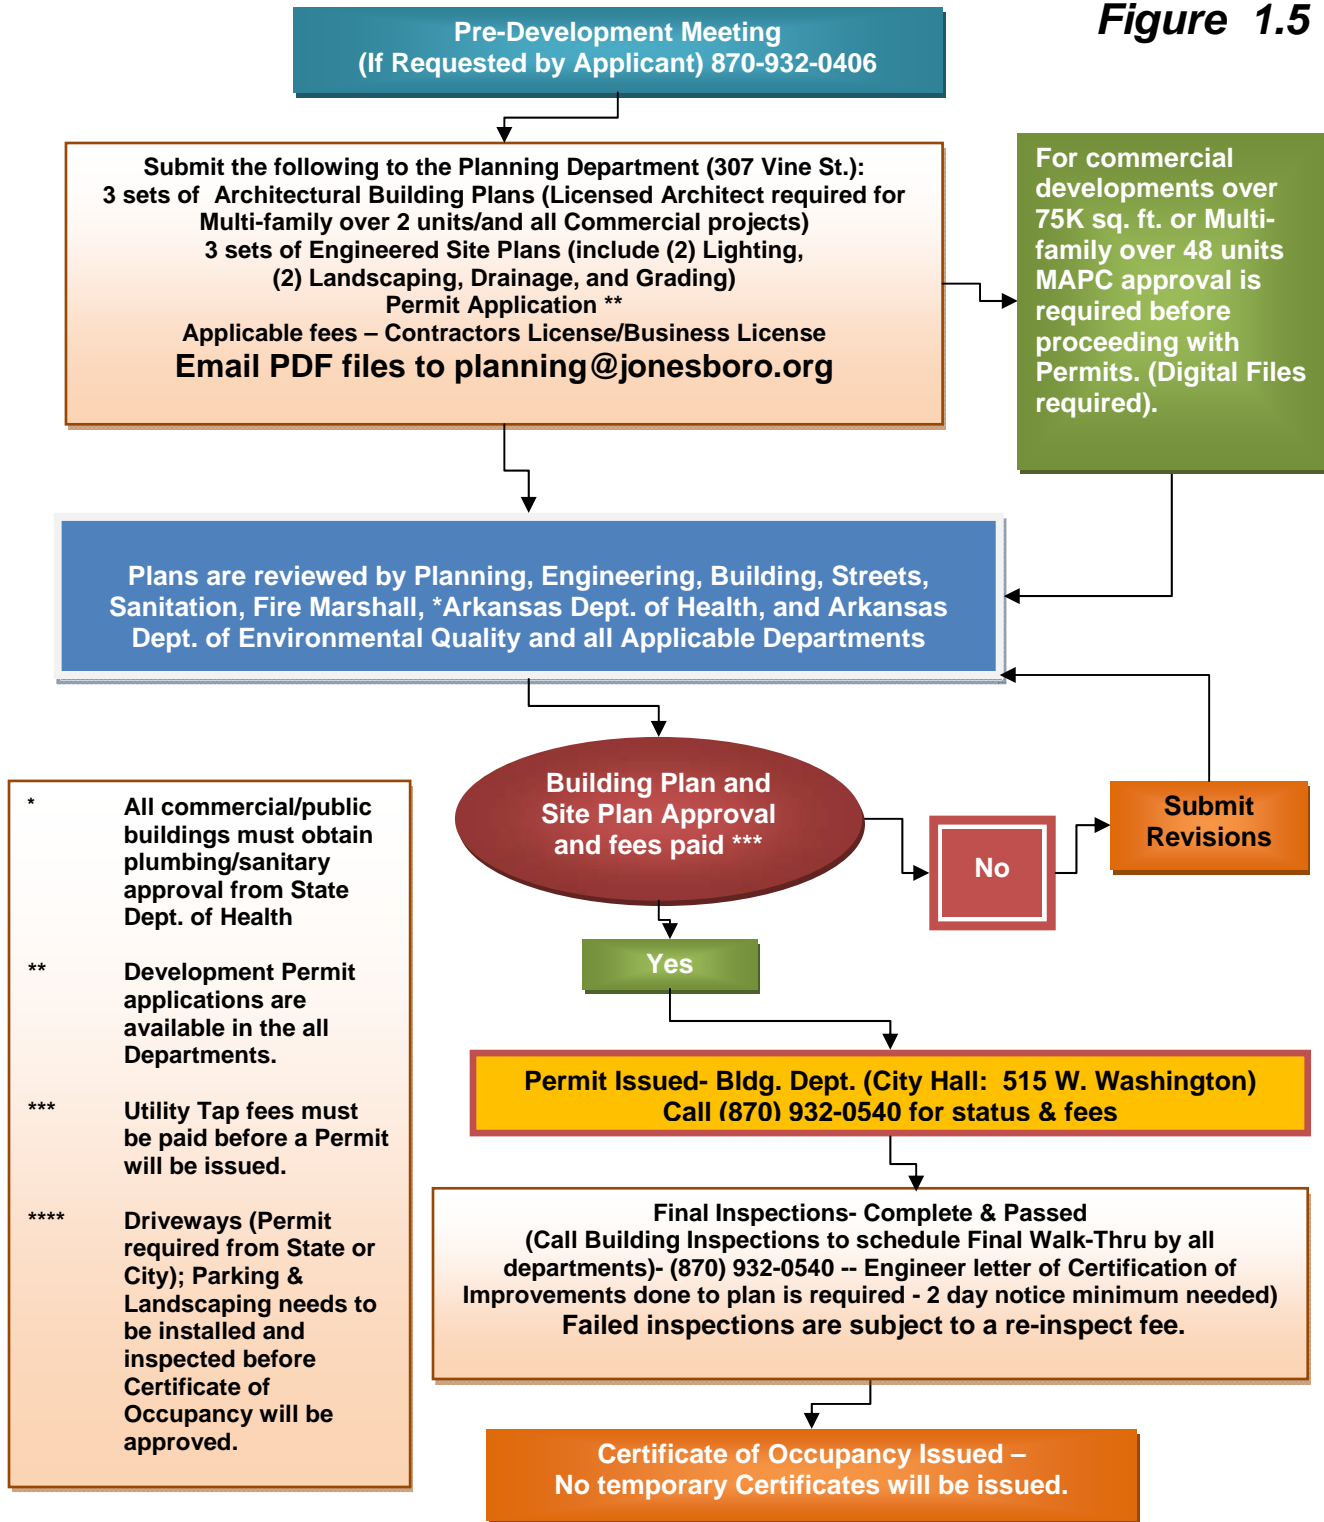 Figure 1.5
Pre-Development Meeting
(If Requested by Applicant) 870-932-0406
Submit the following to the Planning Department (307 Vine St.):
3 sets of Architectural Building Plans (Licensed Architect required for
Multi-family over 2 units/and all Commercial projects)
3 sets of Engineered Site Plans (include (2) Lighting,
(2) Landscaping, Drainage, and Grading)
Permit Application **
Applicable fees – Contractors License/Business License
Email PDF files to planning@jonesboro.org
For commercial
developments over
75K sq. ft. or Multi-
family over 48 units
MAPC approval is
required before
proceeding with
Permits. (Digital Files
required).
Plans are reviewed by Planning, Engineering, Building, Streets,
Sanitation, Fire Marshall, *Arkansas Dept. of Health, and Arkansas
Dept. of Environmental Quality and all Applicable Departments
Building Plan and
Site Plan Approval
and fees paid ***
No
Submit
Revisions
Yes
* All commercial/public
buildings must obtain
plumbing/sanitary
approval from State
Dept. of Health
** Development Permit
applications are
available in the all
Departments.
*** Utility Tap fees must
be paid before a Permit
will be issued.
**** Driveways (Permit
required from State or
City); Parking &
Landscaping needs to
be installed and
inspected before
Certificate of
Occupancy will be
approved.
Permit Issued- Bldg. Dept. (City Hall: 515 W. Washington)
Call (870) 932-0540 for status & fees
Final Inspections- Complete & Passed
(Call Building Inspections to schedule Final Walk-Thru by all
departments)- (870) 932-0540 -- Engineer letter of Certification of
Improvements done to plan is required - 2 day notice minimum needed)
Failed inspections are subject to a re-inspect fee.
Certificate of Occupancy Issued –
No temporary Certificates will be issued.